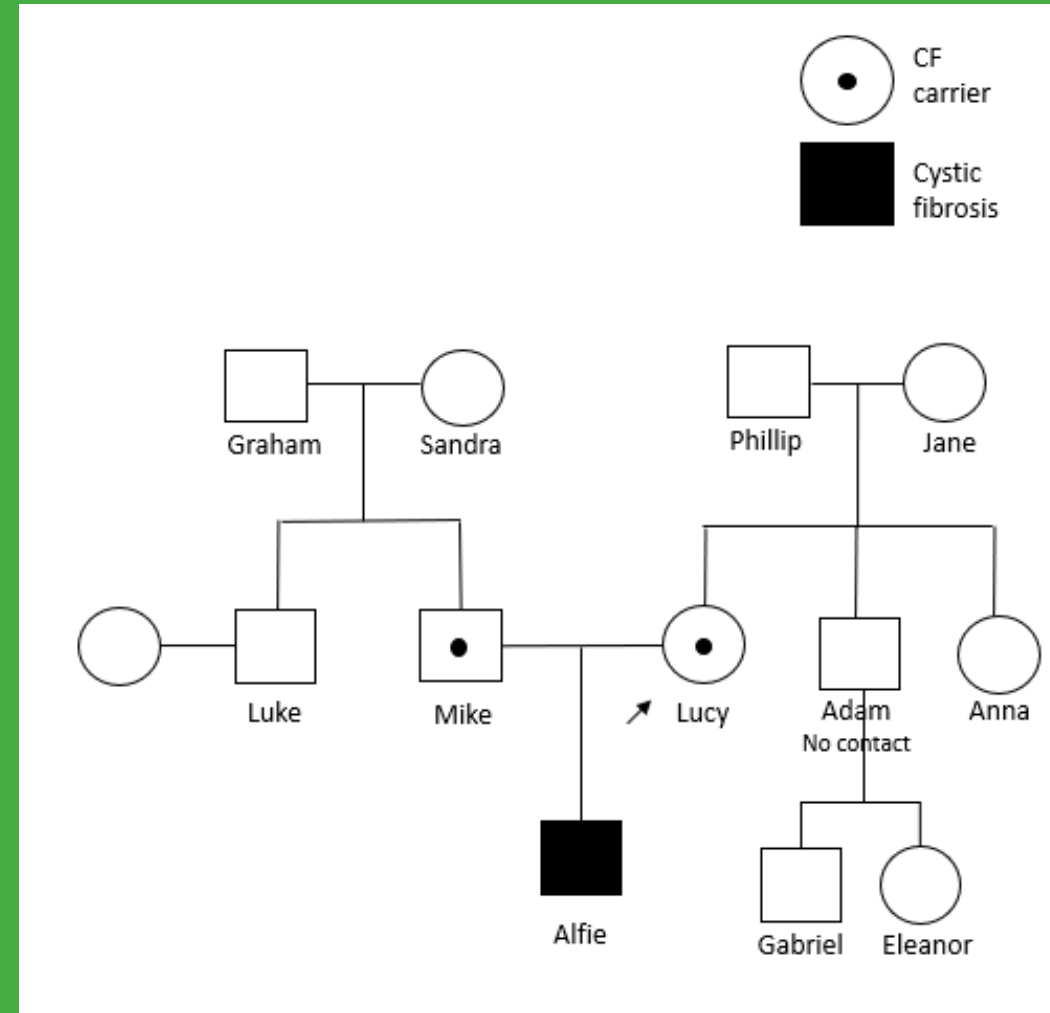 CF
carrier
Cystic
fibrosis
Graham
Sandra
Phillip
Jane
Luke
Mike
Lucy
Adam
Anna
No contact
Alfie
Gabriel
Eleanor